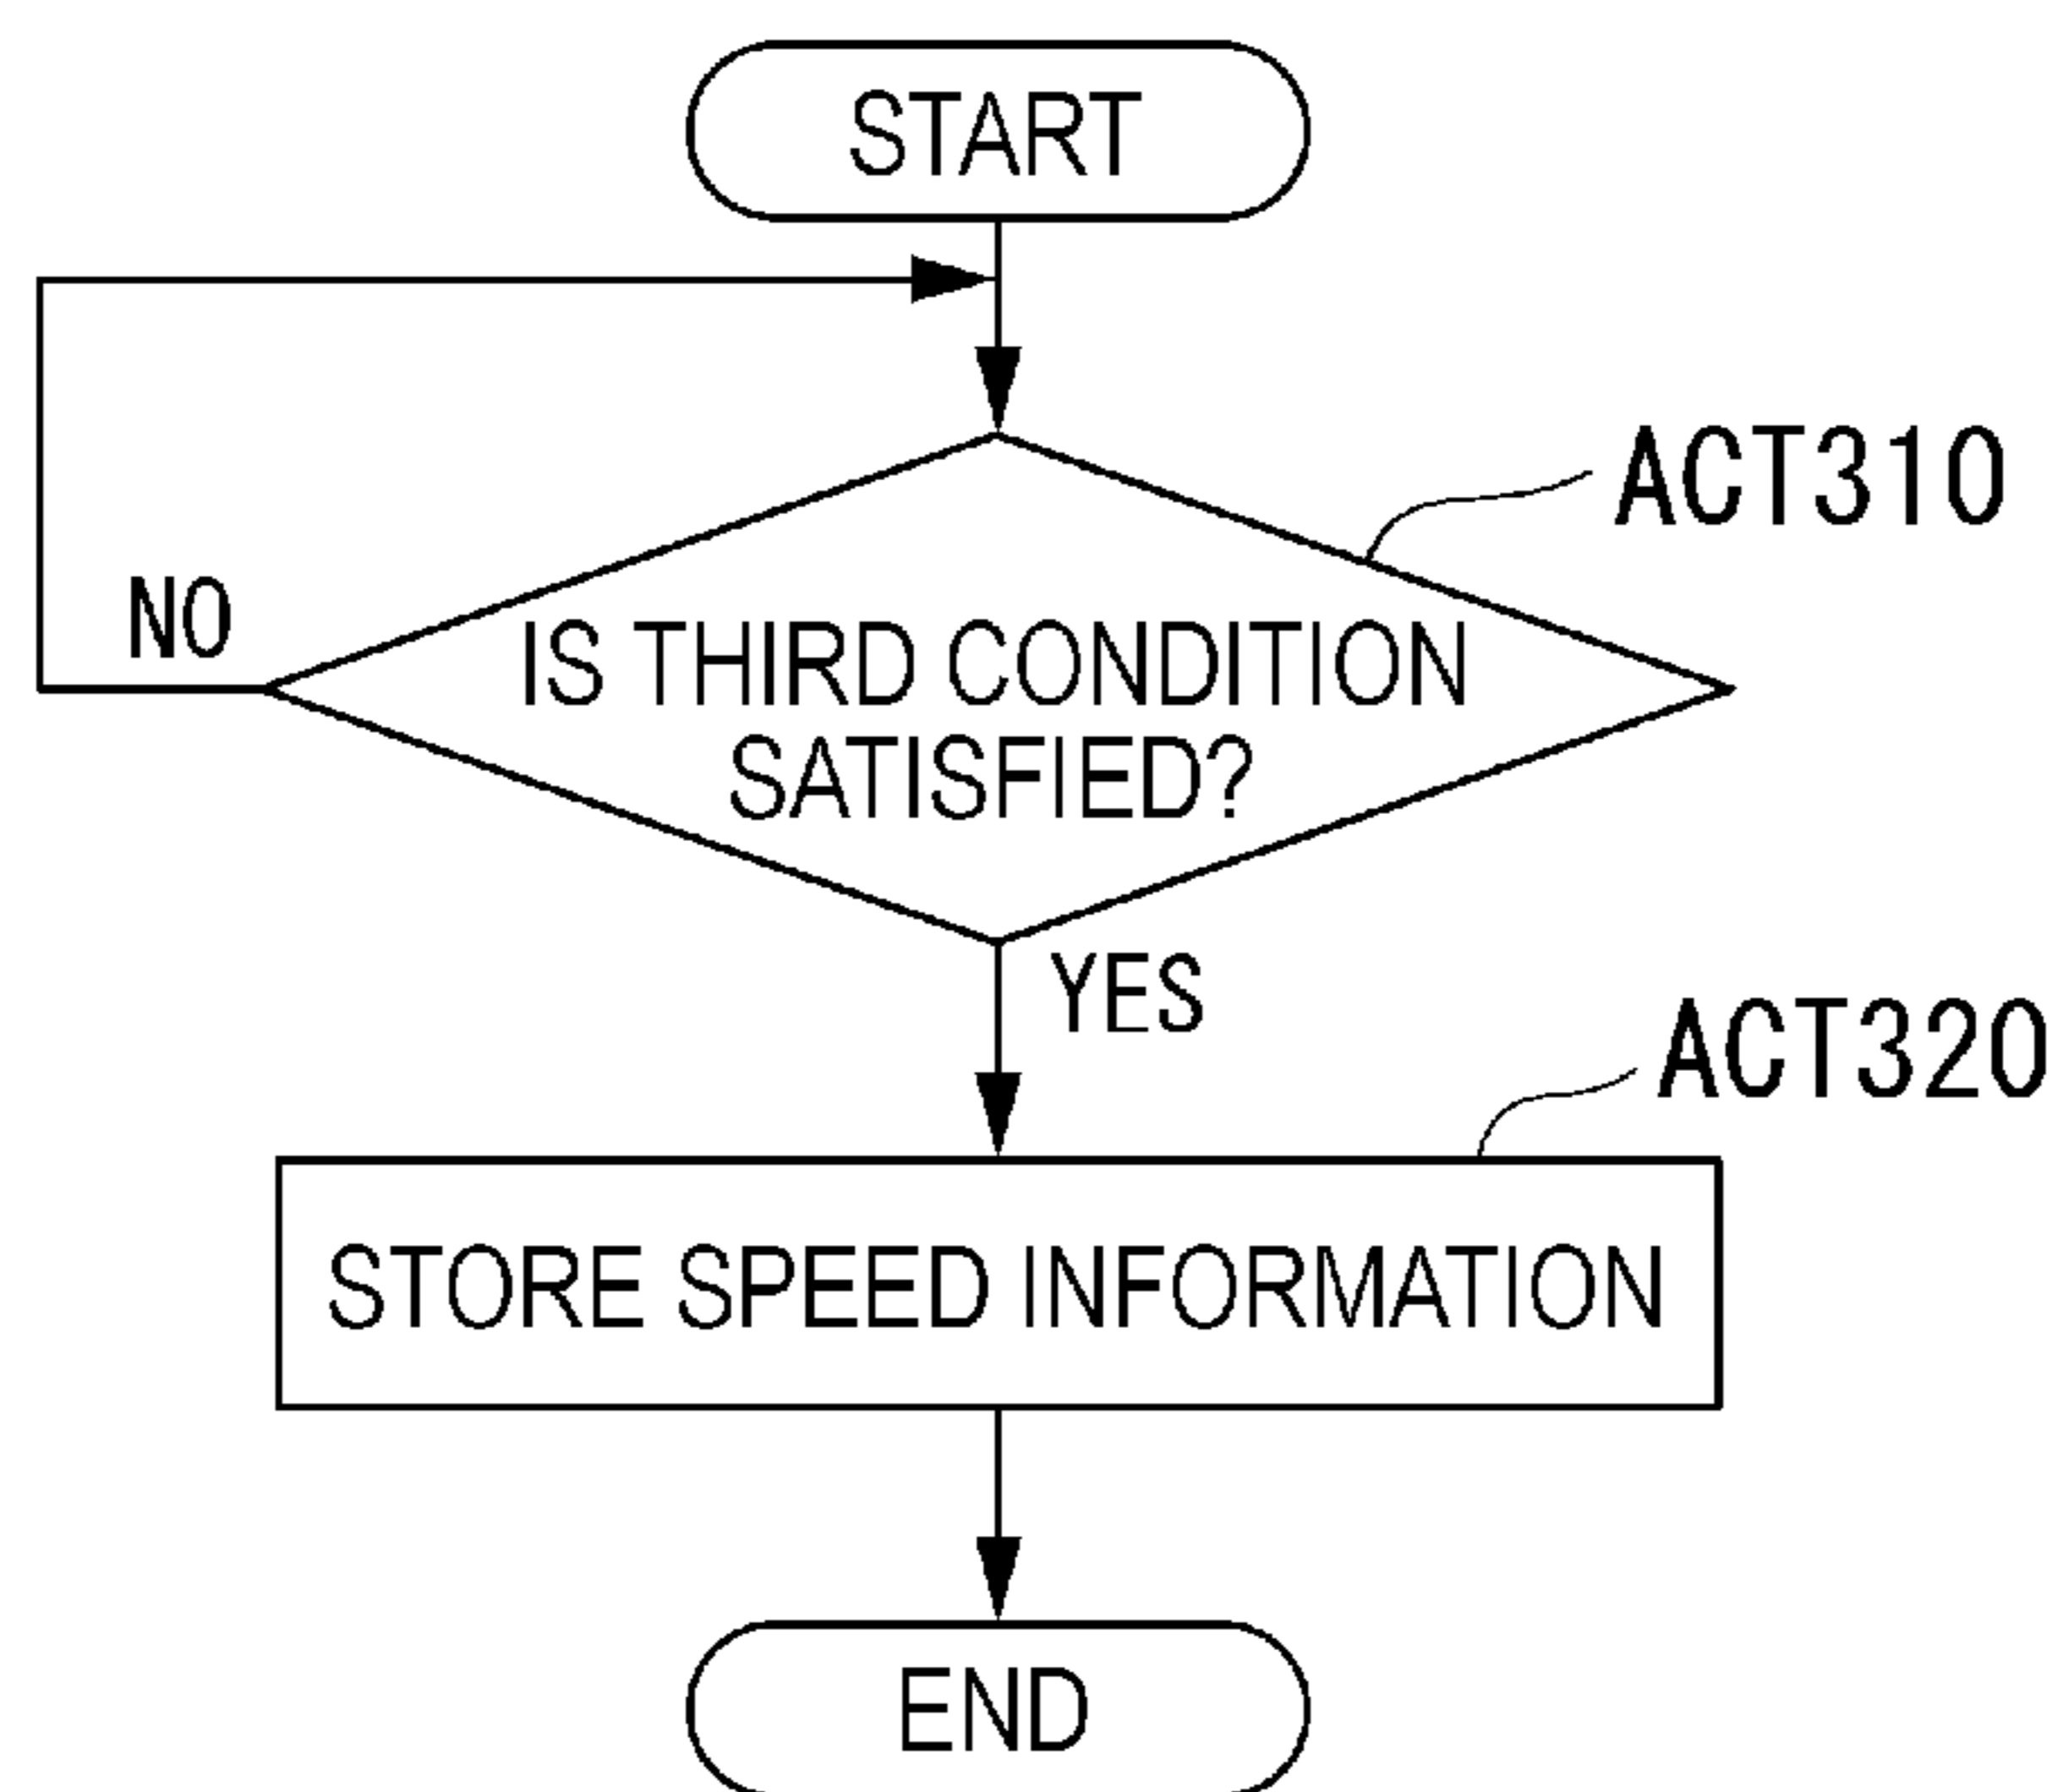 START
ACT310
NO
IS THIRD CONDITION
SATISFIED?
YES
ACT320
STORE SPEED INFORMATION
END